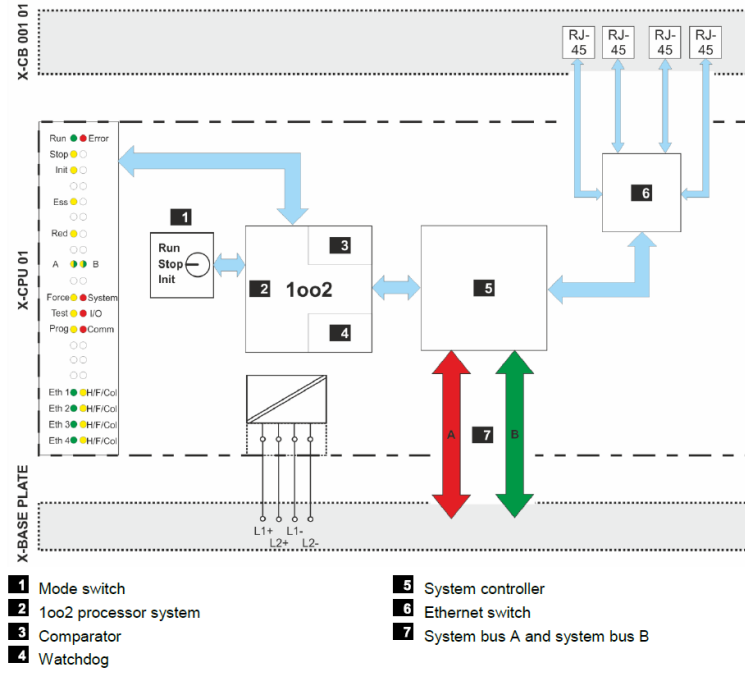 X-CB 001 01
RJ-
45
RJ-
45
RJ-
45
RJ-
45
X-CPU 01
Run Error
Stop
Init
Ess
Red
A B
Force System
Test I/O
Prog Comm
Eth 1 H/F/Col
Eth 2 H/F/Col
Eth 3 H/F/Col
Eth 4 H/F/Col
1
Run
Stop
Init
2
1oo2
3
4
5
6
A
7
B
X-BASE PLATE
L1+ L1-
L2+ L2-
1 Mode switch
2 1oo2 processor system
3 Comparator
4 Watchdog
5 System controller
6 Ethernet switch
7 System bus A and system bus B